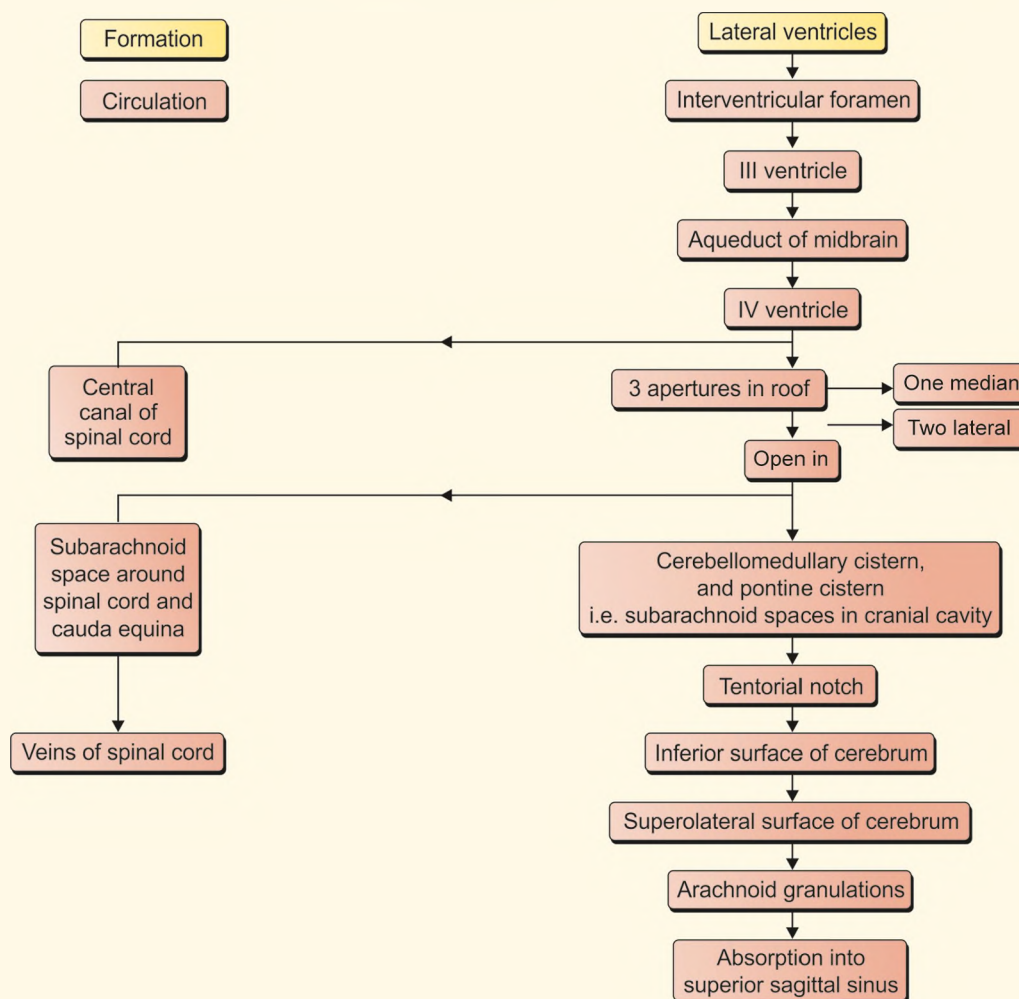 Formation
Circulation
Lateral ventricles
Interventricular foramen
III ventricle
Aqueduct of midbrain
IV ventricle
Central
canal of
spinal cord
3 apertures in roof
One median
Two lateral
Open in
Subarachnoid
space around
spinal cord and
cauda equina
Veins of spinal cord
Cerebellomedullary cistern,
and pontine cistern
i.e. subarachnoid spaces in cranial cavity
Tentorial notch
Inferior surface of cerebrum
Superolateral surface of cerebrum
Arachnoid granulations
Absorption into
superior sagittal sinus